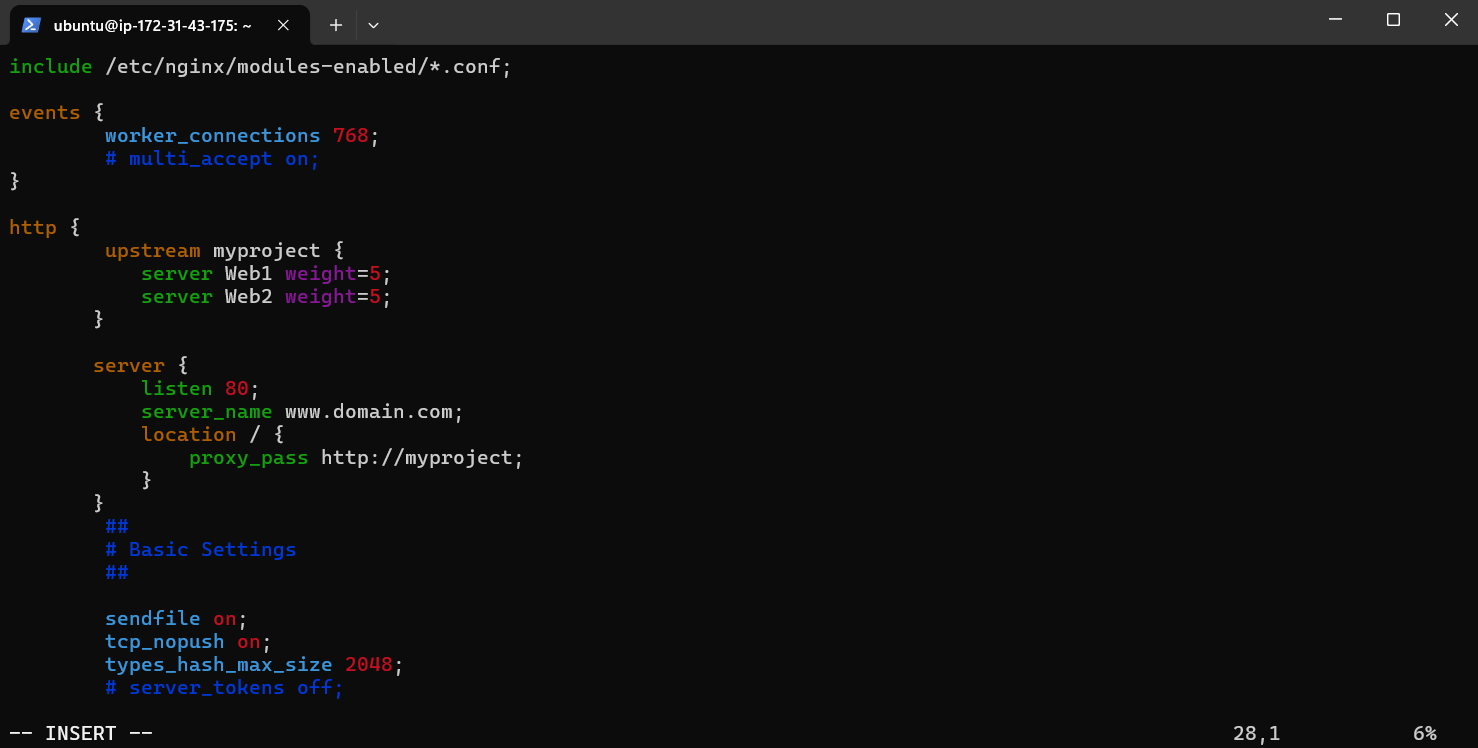 ubuntu@ip-172-31-43-175: ~
include /etc/nginx/modules-enabled/*.conf;
events {
worker_connections 768;
# multi_accept on;
}
http {
upstream myproject {
server Web1 weight=5;
server Web2 weight=5;
}
server {
listen 80;
server_name www.domain.com;
location / {
proxy_pass http://myproject;
}
}
##
# Basic Settings
##
sendfile on;
tcp_nopush on;
types_hash_max_size 2048;
# server_tokens off;
-- INSERT -- 28,1 6%